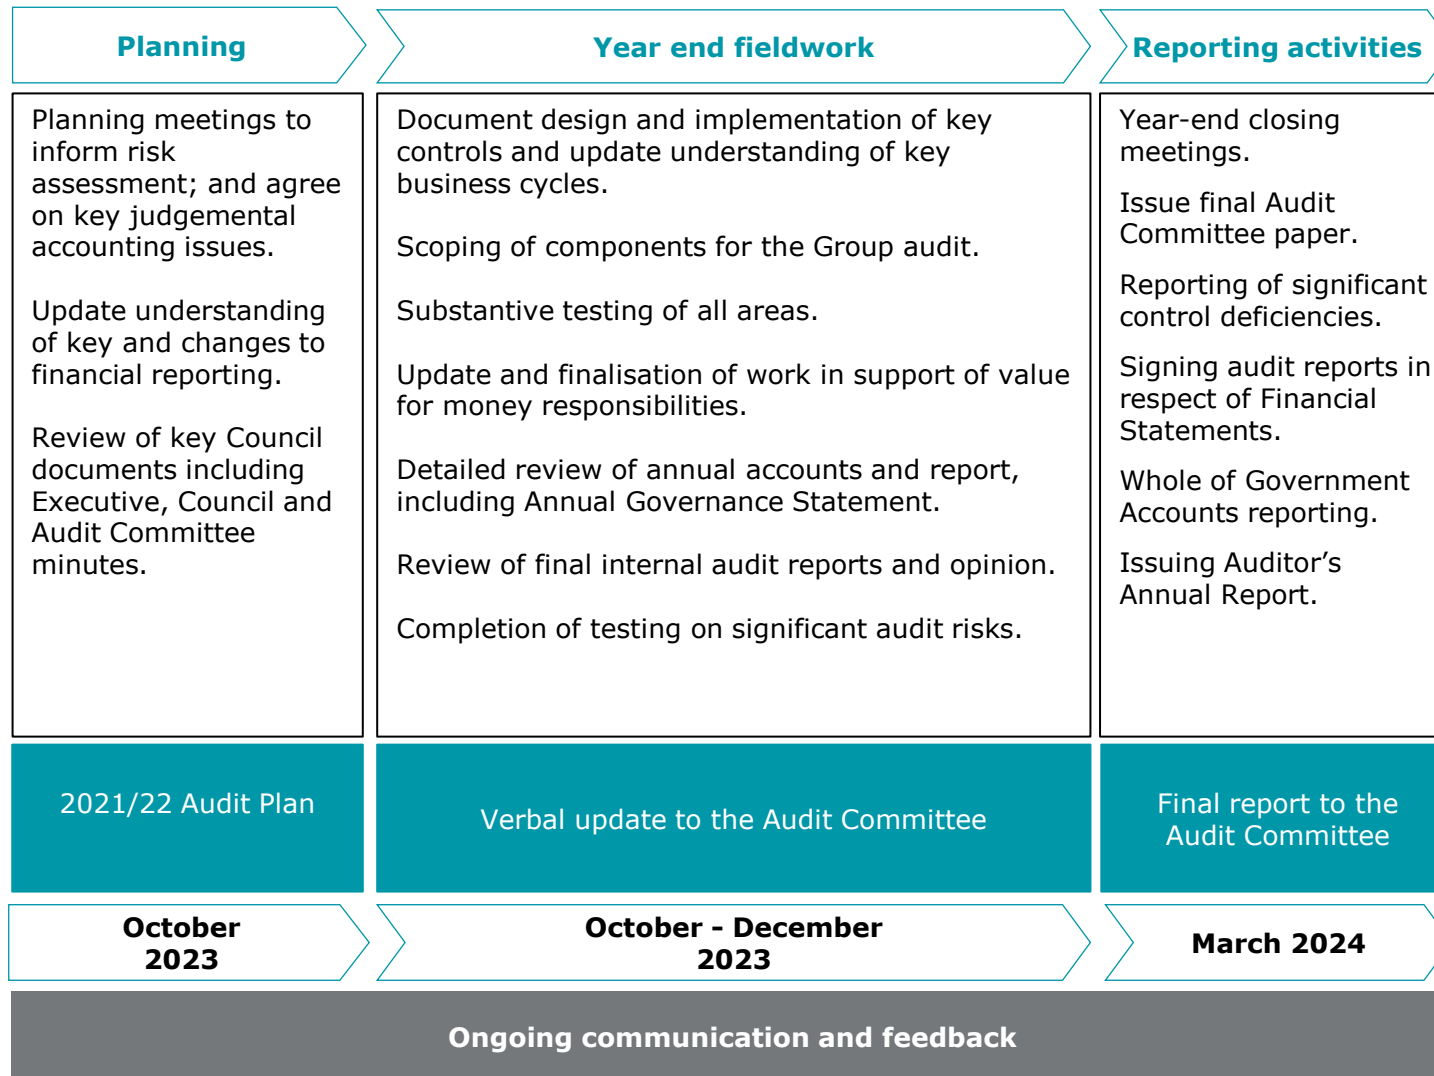 Planning
Year end fieldwork
Reporting activities
Planning meetings to
inform risk
assessment; and agree
on key judgemental
accounting issues.
Update understanding
of key and changes to
financial reporting.
Review of key Council
documents including
Executive, Council and
Audit Committee
minutes.
Document design and implementation of key
controls and update understanding of key
business cycles.
Scoping of components for the Group audit.
Substantive testing of all areas.
Update and finalisation of work in support of value
for money responsibilities.
Detailed review of annual accounts and report,
including Annual Governance Statement.
Review of final internal audit reports and opinion.
Completion of testing on significant audit risks.
Year-end closing
meetings.
Issue final Audit
Committee paper.
Reporting of significant
control deficiencies.
Signing audit reports in
respect of Financial
Statements.
Whole of Government
Accounts reporting.
Issuing Auditor’s
Annual Report.
2021/22 Audit Plan
Verbal update to the Audit Committee
Final report to the
Audit Committee
October
2023
October - December
2023
March 2024
Ongoing communication and feedback